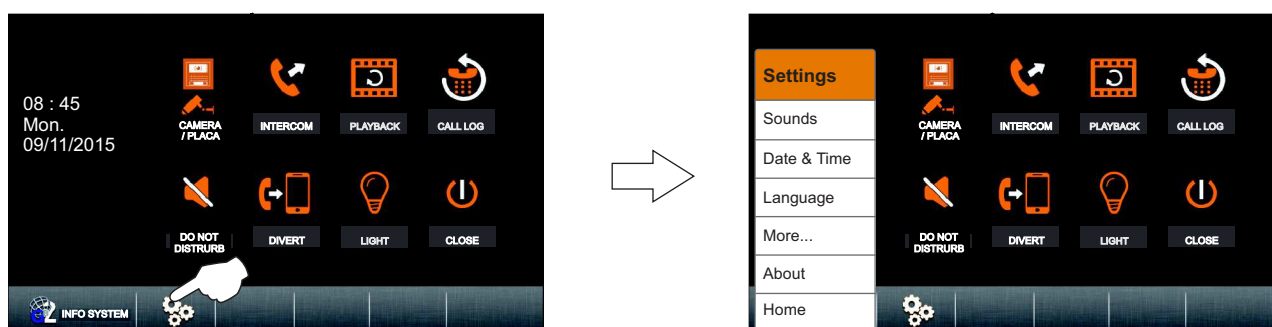 08 : 45
Mon.
09/11/2015
CAMERA
/ PLACA
INTERCOM
PLAYBACK
CALL LOG
DO NOT
DISTRURB
DIVERT
LIGHT
CLOSE
INFO SYSTEM
Settings
Sounds
Date & Time
Language
More...
About
Home
CAMERA
/ PLACA
INTERCOM
PLAYBACK
CALL LOG
DO NOT
DISTRURB
DIVERT
LIGHT
CLOSE